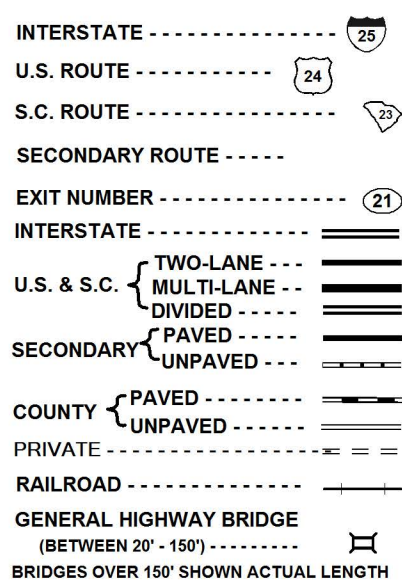 INTERSTATE - - - - - - - - - - - - - - - 25
U.S. ROUTE - - - - - - - - - - - 24
S.C. ROUTE - - - - - - - - - - - - - - - - 23
SECONDARY ROUTE - - - - -
EXIT NUMBER - - - - - - - - - - - - - - - 21
INTERSTATE - - - - - - - - - - - - -
U.S. & S.C.
TWO-LANE - - -
MULTI-LANE - -
DIVIDED - - - - -
SECONDARY
PAVED - - - - -
UNPAVED - - -
COUNTY
PAVED - - - - - - - -
UNPAVED - - - - -
PRIVATE - - - - - - - - - - - - - - - - - -
RAILROAD - - - - - - - - - - - - - -
GENERAL HIGHWAY BRIDGE
(BETWEEN 20' - 150') - - - - - - - - -
BRIDGES OVER 150' SHOWN ACTUAL LENGTH